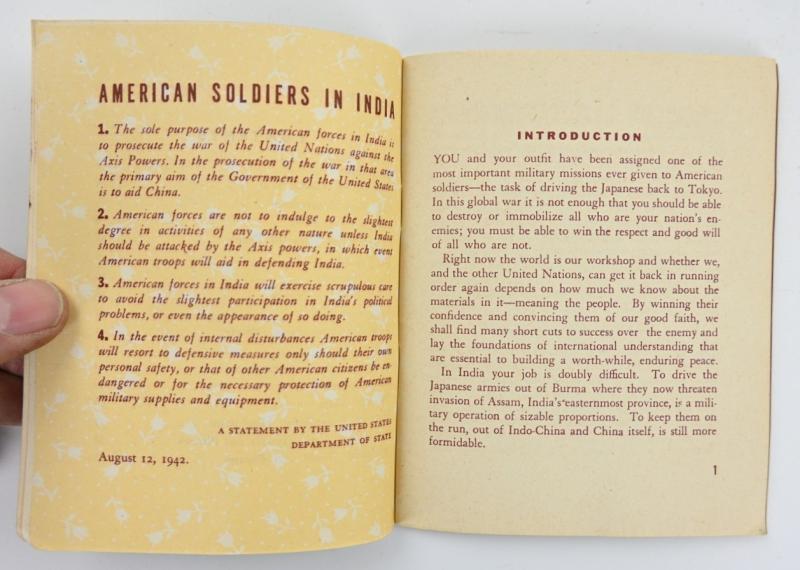 AMERICAN SOLDIERS IN INDIA
1. The sole purpose of the American forces in India is
to prosecute the war of the United Nations against the
Axis Powers. In the prosecution of the war in that area
the primary aim of the Government of the United States
is to aid China.
2. American forces are not to indulge to the slightest
degree in activities of any other nature unless India
should be attacked by the Axis powers, in which event
American troops will aid in defending India.
3. American forces in India will exercise scrupulous care
to avoid the slightest participation in India's political
problems, or even the appearance of so doing.
4. In the event of internal disturbances American troops
will resort to defensive measures only should their own
personal safety, or that of other American citizens be en-
dangered or for the necessary protection of American
military supplies and equipment.
A STATEMENT BY THE UNITED STATES
DEPARTMENT OF STATE
August 12, 1942.
INTRODUCTION
YOU and your outfit have been assigned one of the
most important military missions ever given to American
soldiers—the task of driving the Japanese back to Tokyo.
In this global war it is not enough that you should be able
to destroy or immobilize all who are your nation's en-
emies; you must be able to win the respect and good will
of all who are not.
Right now the world is our workshop and whether we,
and the other United Nations, can get it back in running
order again depends on how much we know about the
materials in it—meaning the people. By winning their
confidence and convincing them of our good faith, we
shall find many short cuts to success over the enemy and
lay the foundations of international understanding that
are essential to building a worth-while, enduring peace.
In India your job is doubly difficult. To drive the
Japanese armies out of Burma where they now threaten
invasion of Assam, India's easternmost province, is a mili-
tary operation of sizable proportions. To keep them on
the run, out of Indo-China and China itself, is still more
formidable.
1